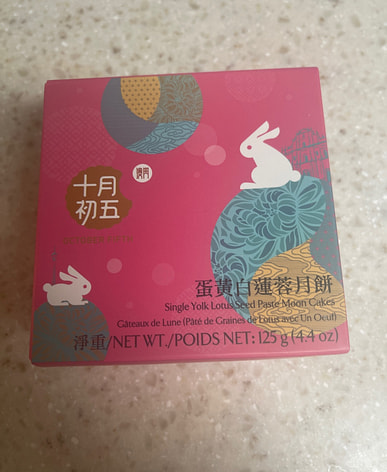 十月
初五
澳門
OCTOBER FIFTH
蛋黃白蓮蓉月餅
Single Yolk Lotus Seed Paste Moon Cakes
Gâteaux de Lune (Pâté de Graines de Lotus avec Un Oeuf)
淨重/NET WT./POIDS NET: 125 g (4.4 oz)